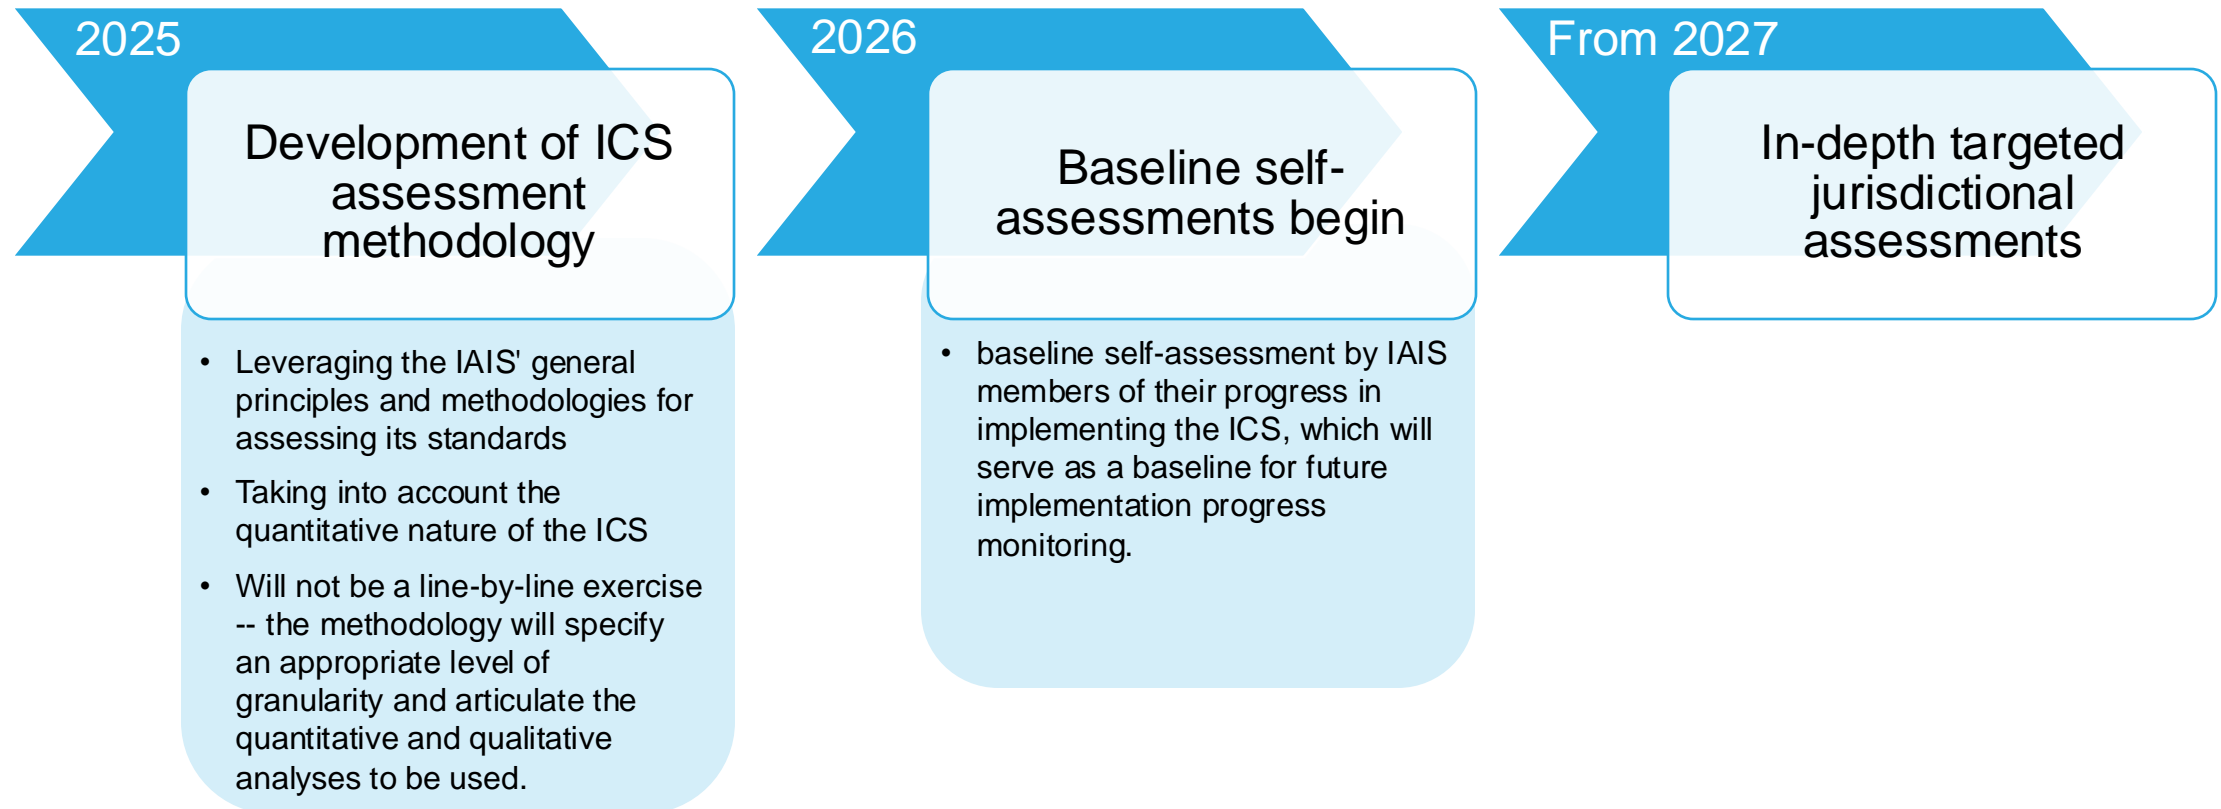 2025
Development of ICS
assessment
methodology
• Leveraging the IAIS' general
principles and methodologies for
assessing its standards
• Taking into account the
quantitative nature of the ICS
• Will not be a line-by-line exercise
-- the methodology will specify
an appropriate level of
granularity and articulate the
quantitative and qualitative
analyses to be used.
2026
Baseline self-
assessments begin
• baseline self-assessment by IAIS
members of their progress in
implementing the ICS, which will
serve as a baseline for future
implementation progress
monitoring.
From 2027
In-depth targeted
jurisdictional
assessments